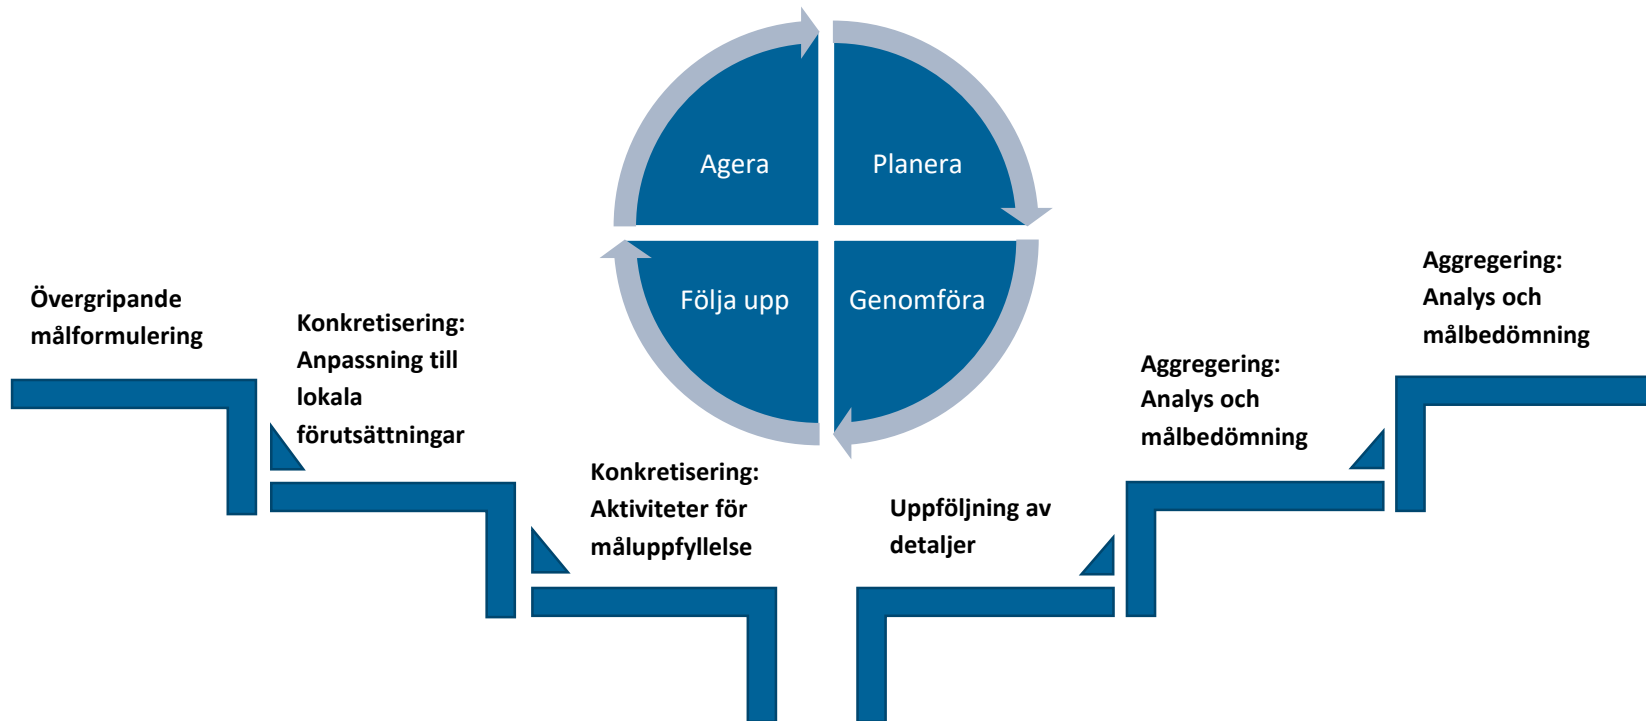 Agera
Planera
Följa upp
Genomföra
Övergripande
målformulering
Konkretisering:
Anpassning till
lokala
förutsättningar
Konkretisering:
Aktiviteter för
måluppfyllelse
Uppföljning av
detaljer
Aggregering:
Analys och
målbedömning
Aggregering:
Analys och
målbedömning